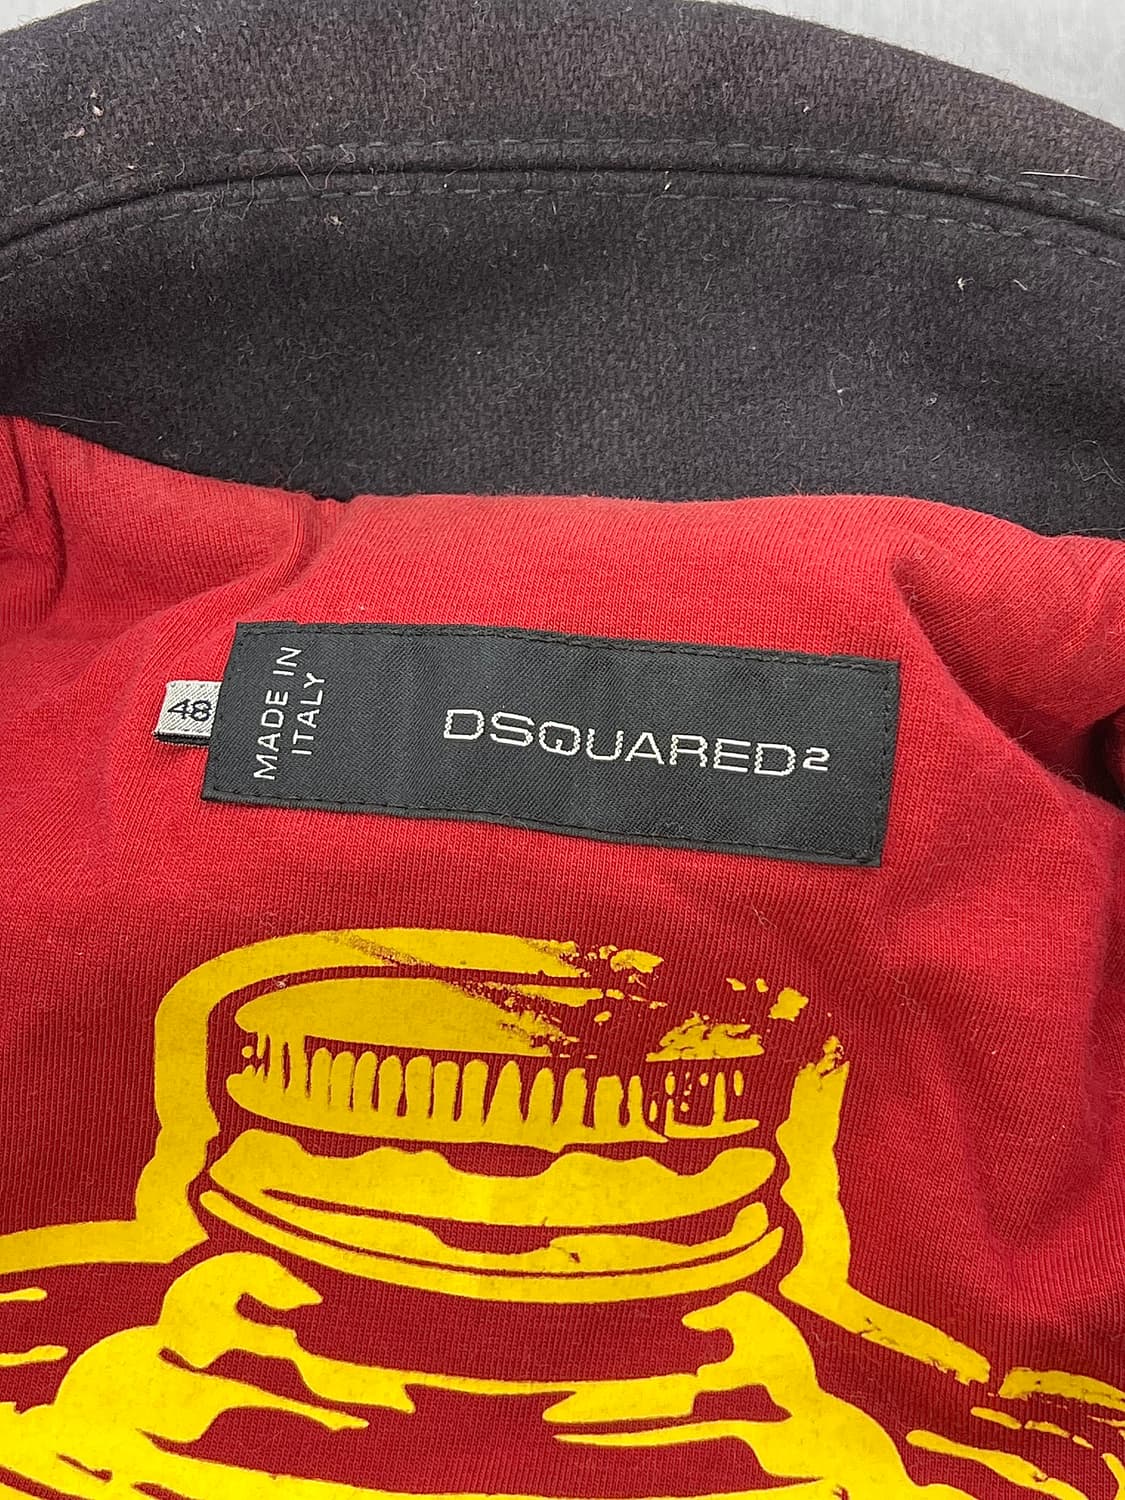 48
MADE IN
ITALY
DSQUARED²